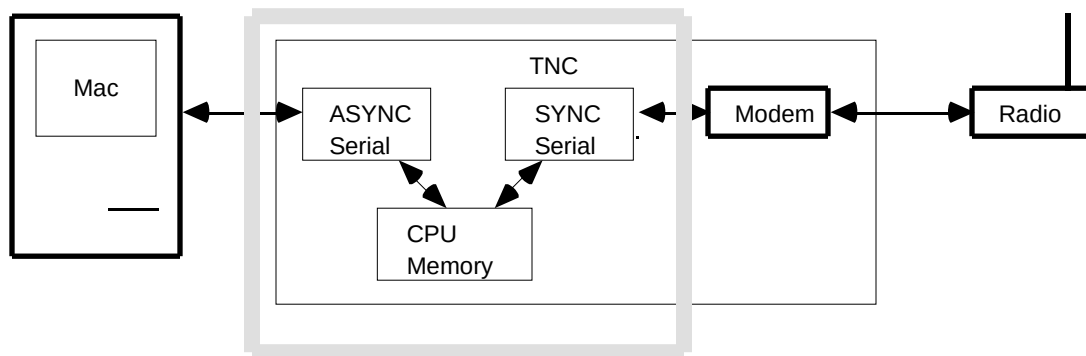 TNC
Mac
ASYNC
Serial
SYNC
Serial
Modem
Radio
CPU
Memory